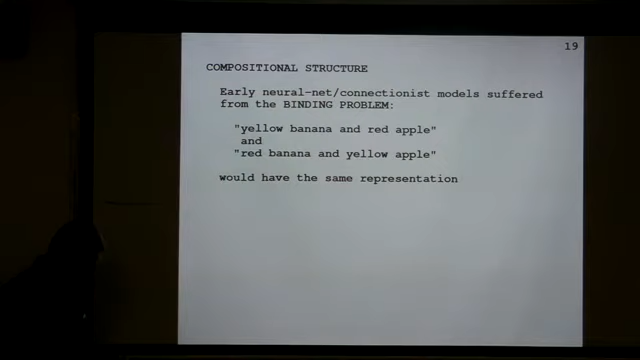 19
COMPOSITIONAL STRUCTURE
Early neural-net/connectionist models suffered
from the BINDING PROBLEM:
"yellow banana and red apple"
and
"red banana and yellow apple"
would have the same representation